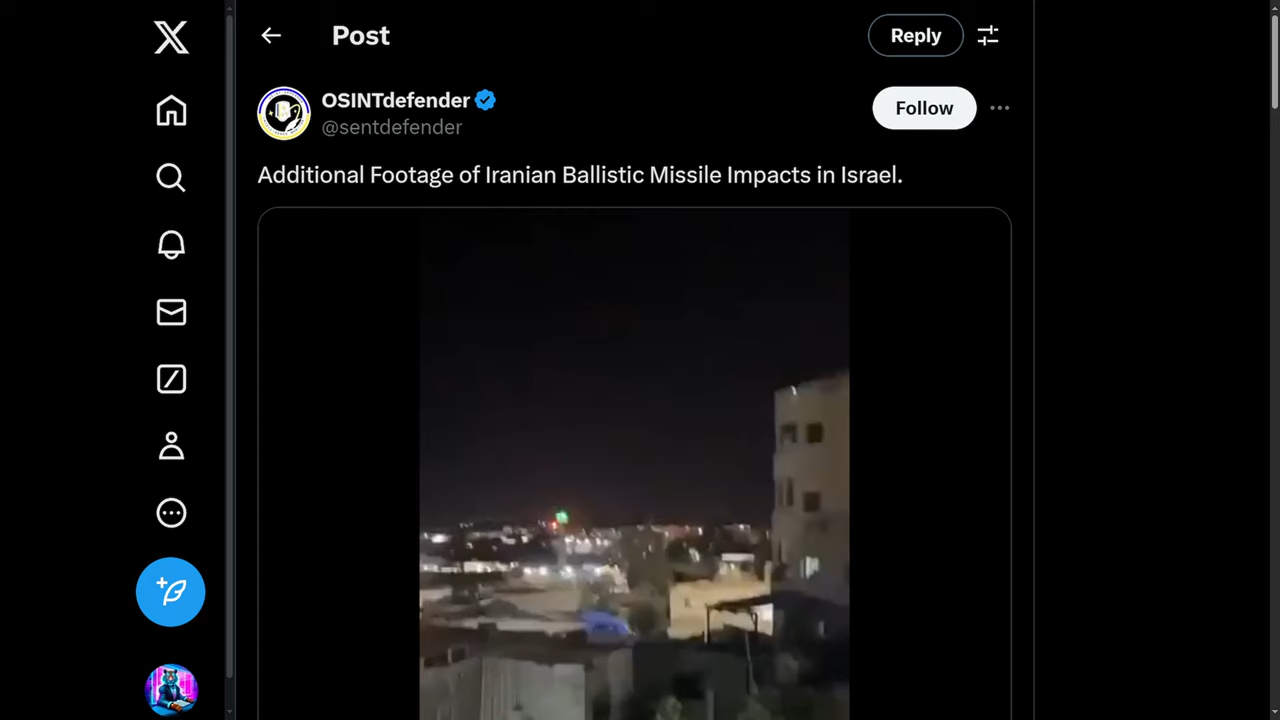 Post
Reply
OSINTdefender
@sentdefender
Follow
Additional Footage of Iranian Ballistic Missile Impacts in Israel.